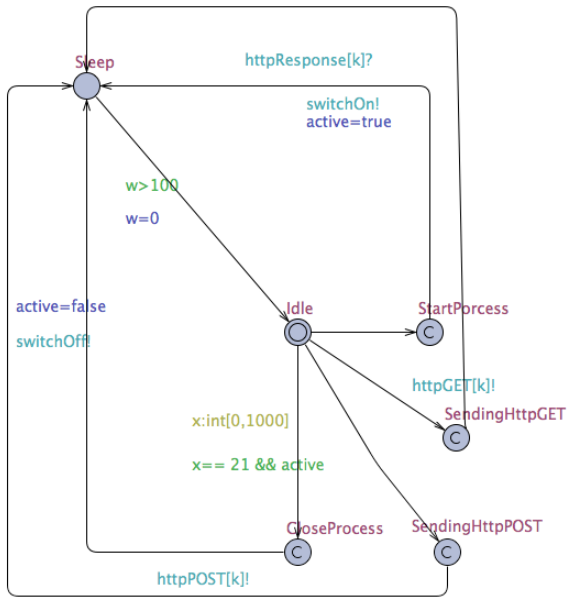 Sleep
httpResponse[k]?
switchOn!
active=true
w>100
w=0
active=false
switchOff!
Idle
StartPorcess
C
httpGET[k]!
SendingHttpGET
C
x:int[0,1000]
x== 21 && active
CloseProcess
C
SendingHttpPOST
C
httpPOST[k]!